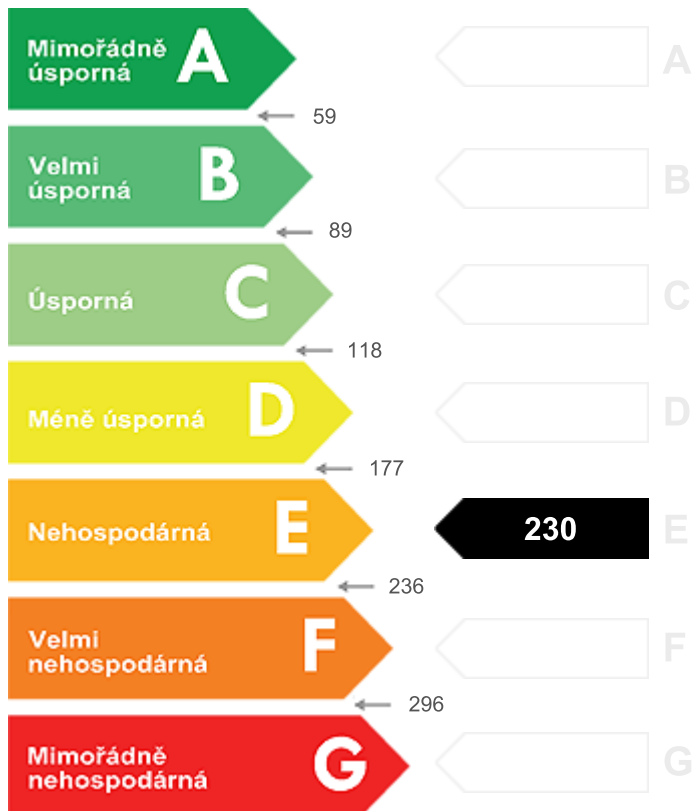 Mimořádně
úsporná
A
A
59
Velmi
úsporná
B
B
89
Úsporná
C
C
118
Méně úsporná
D
D
177
Nehospodárná
E
230
E
236
Velmi
nehospodárná
F
F
296
Mimořádně
nehospodárná
G
G